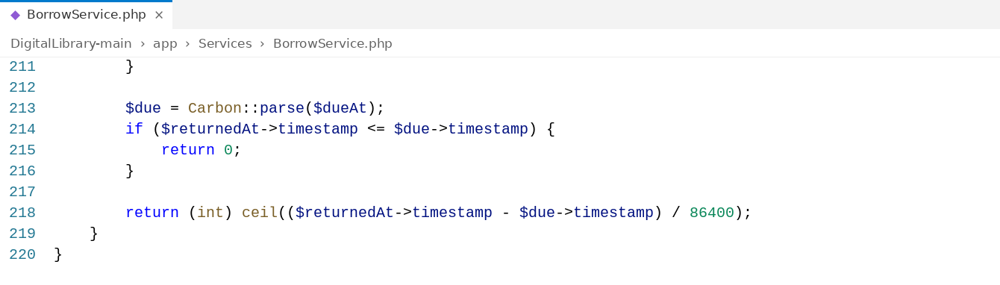 BorrowService.php ×
DigitalLibrary-main › app › Services › BorrowService.php
211         }
212
213         $due = Carbon::parse($dueAt);
214         if ($returnedAt->timestamp <= $due->timestamp) {
215             return 0;
216         }
217
218         return (int) ceil(($returnedAt->timestamp - $due->timestamp) / 86400);
219     }
220 }